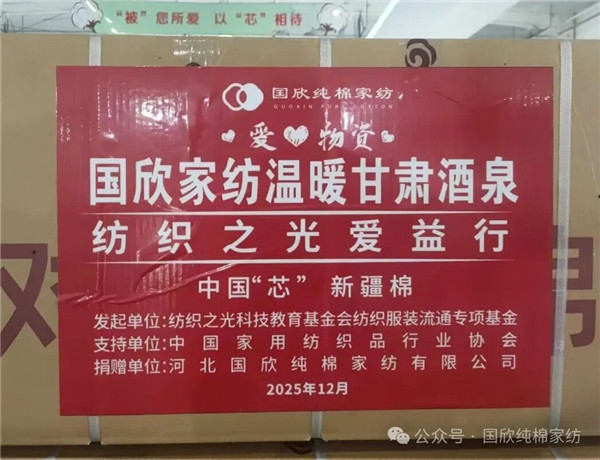 “被”您所爱 以“芯”相待
国欣纯棉家纺
GUOXIN PURE COTTON
爱心物资
国欣家纺温暖甘肃酒泉
纺织之光爱益行
中国“芯” 新疆棉
发起单位:纺织之光科技教育基金会纺织服装流通专项基金
支持单位:中国家用纺织品行业协会
捐赠单位:河北国欣纯棉家纺有限公司
2025年12月
公众号·国欣纯棉家纺